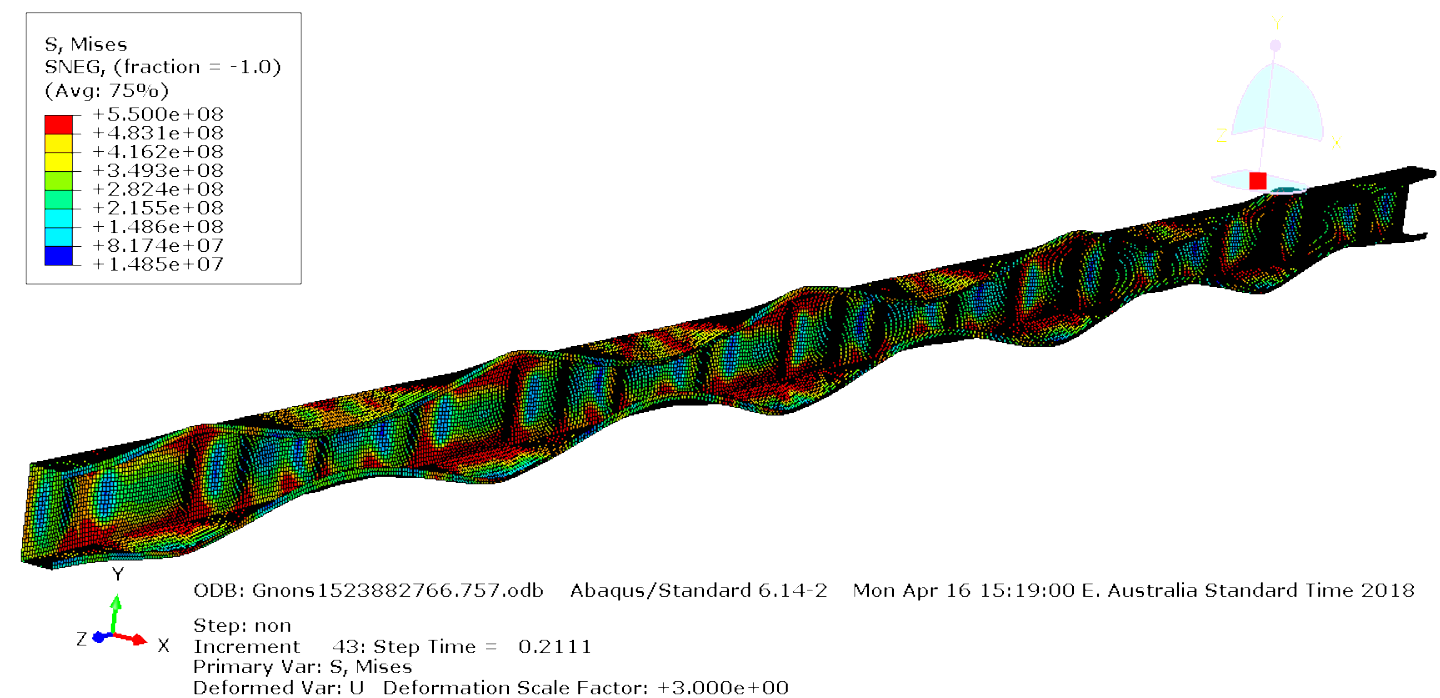 S, Mises
SNEG, (fraction = -1.0)
(Avg: 75%)
+5.500e+08
+4.831e+08
+4.162e+08
+3.493e+08
+2.824e+08
+2.155e+08
+1.486e+08
+8.174e+07
+1.485e+07
Y
Z
X
Y
Z
X
ODB: Gnons1523882766.757.odb Abaqus/Standard 6.14-2 Mon Apr 16 15:19:00 E. Australia Standard Time 2018
Step: non
Increment 43: Step Time = 0.2111
Primary Var: S, Mises
Deformed Var: U Deformation Scale Factor: +3.000e+00